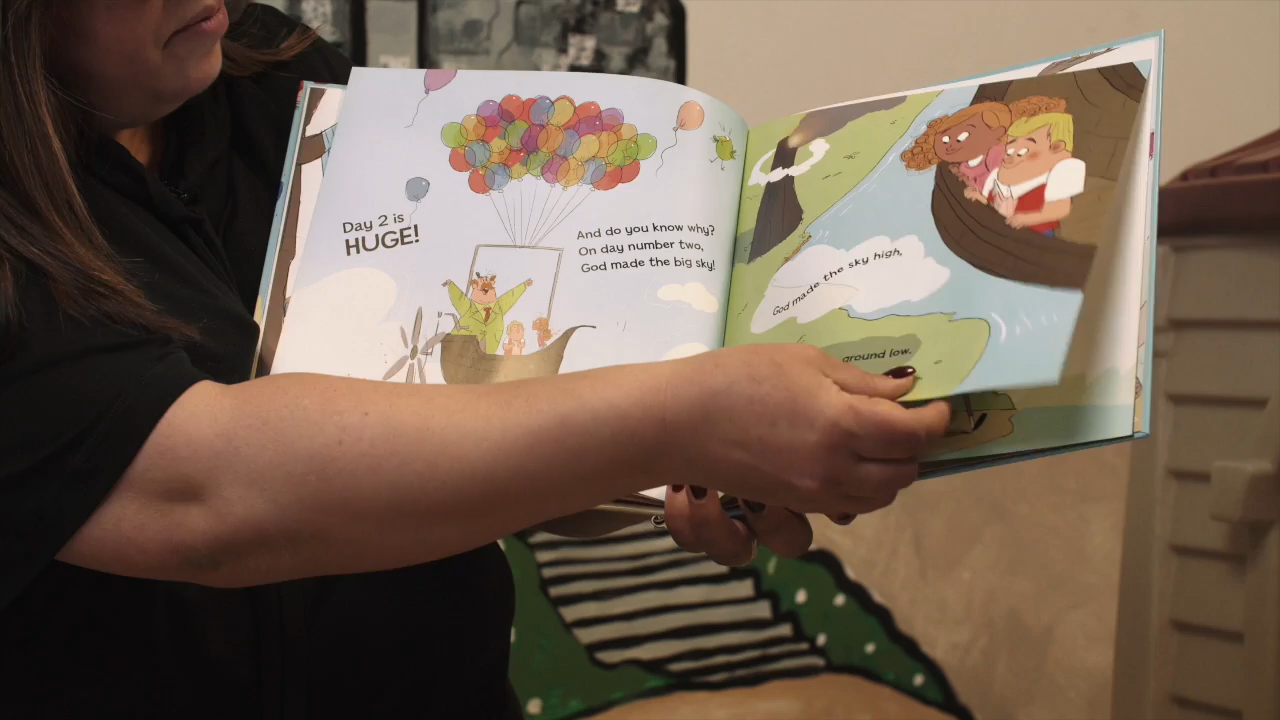 Day 2 is
HUGE!
And do you know why?
On day number two,
God made the big sky!
God made the sky high,
ground low.